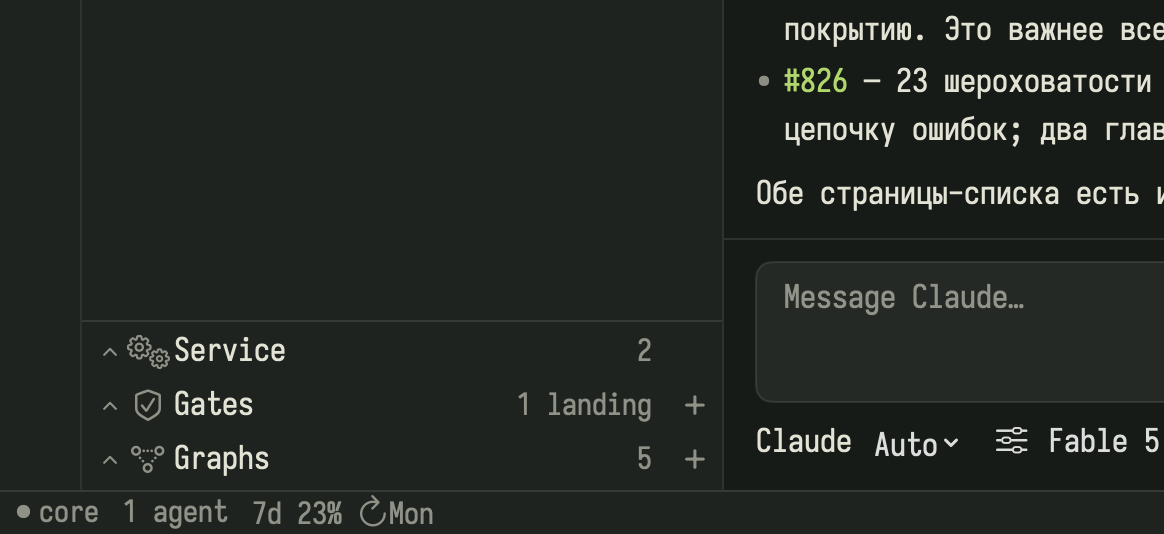 покрытию. Это важнее все
#826 — 23 шероховатости
цепочку ошибок; два глав
Обе страницы-списка есть и
Message Claude…
Service 2
Gates 1 landing +
Graphs 5 +
Claude Auto Fable 5
core 1 agent 7d 23% Mon